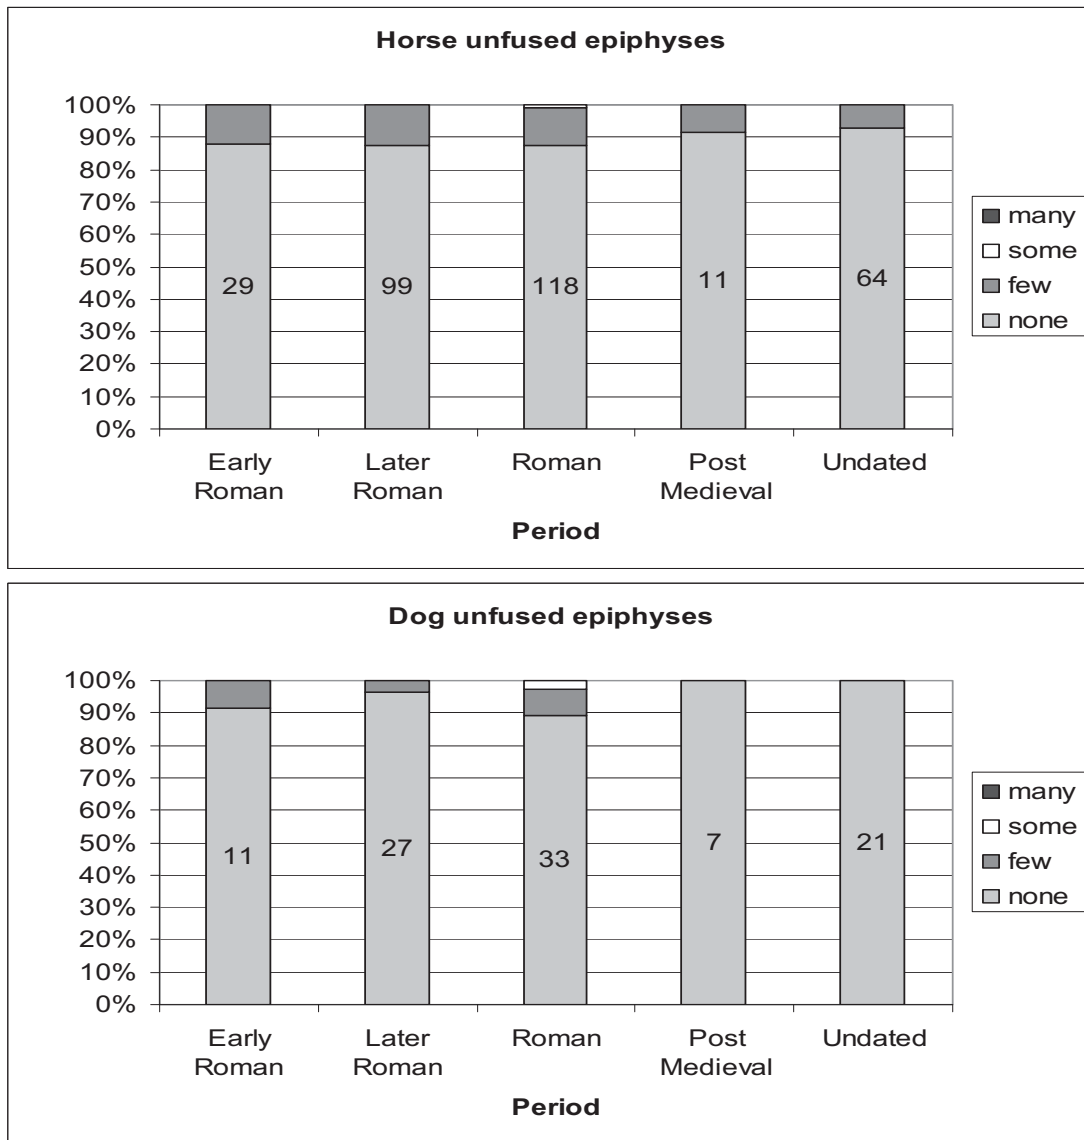 Horse unfused epiphyses
100%
90%
80%
70%
60%
50%
40%
30%
20%
10%
0%
29
99
118
11
64
many
some
few
none
Early Roman
Later Roman
Roman
Post Medieval
Undated
Period
Dog unfused epiphyses
100%
90%
80%
70%
60%
50%
40%
30%
20%
10%
0%
11
27
33
7
21
many
some
few
none
Early Roman
Later Roman
Roman
Post Medieval
Undated
Period